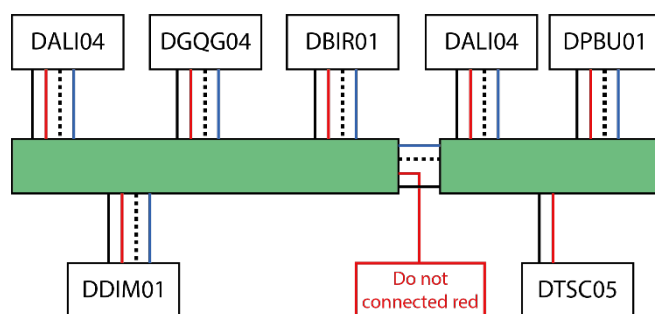 DALI04
DGQG04
DBIR01
DALI04
DPBU01
DDIM01
Do not
connected red
DTSC05